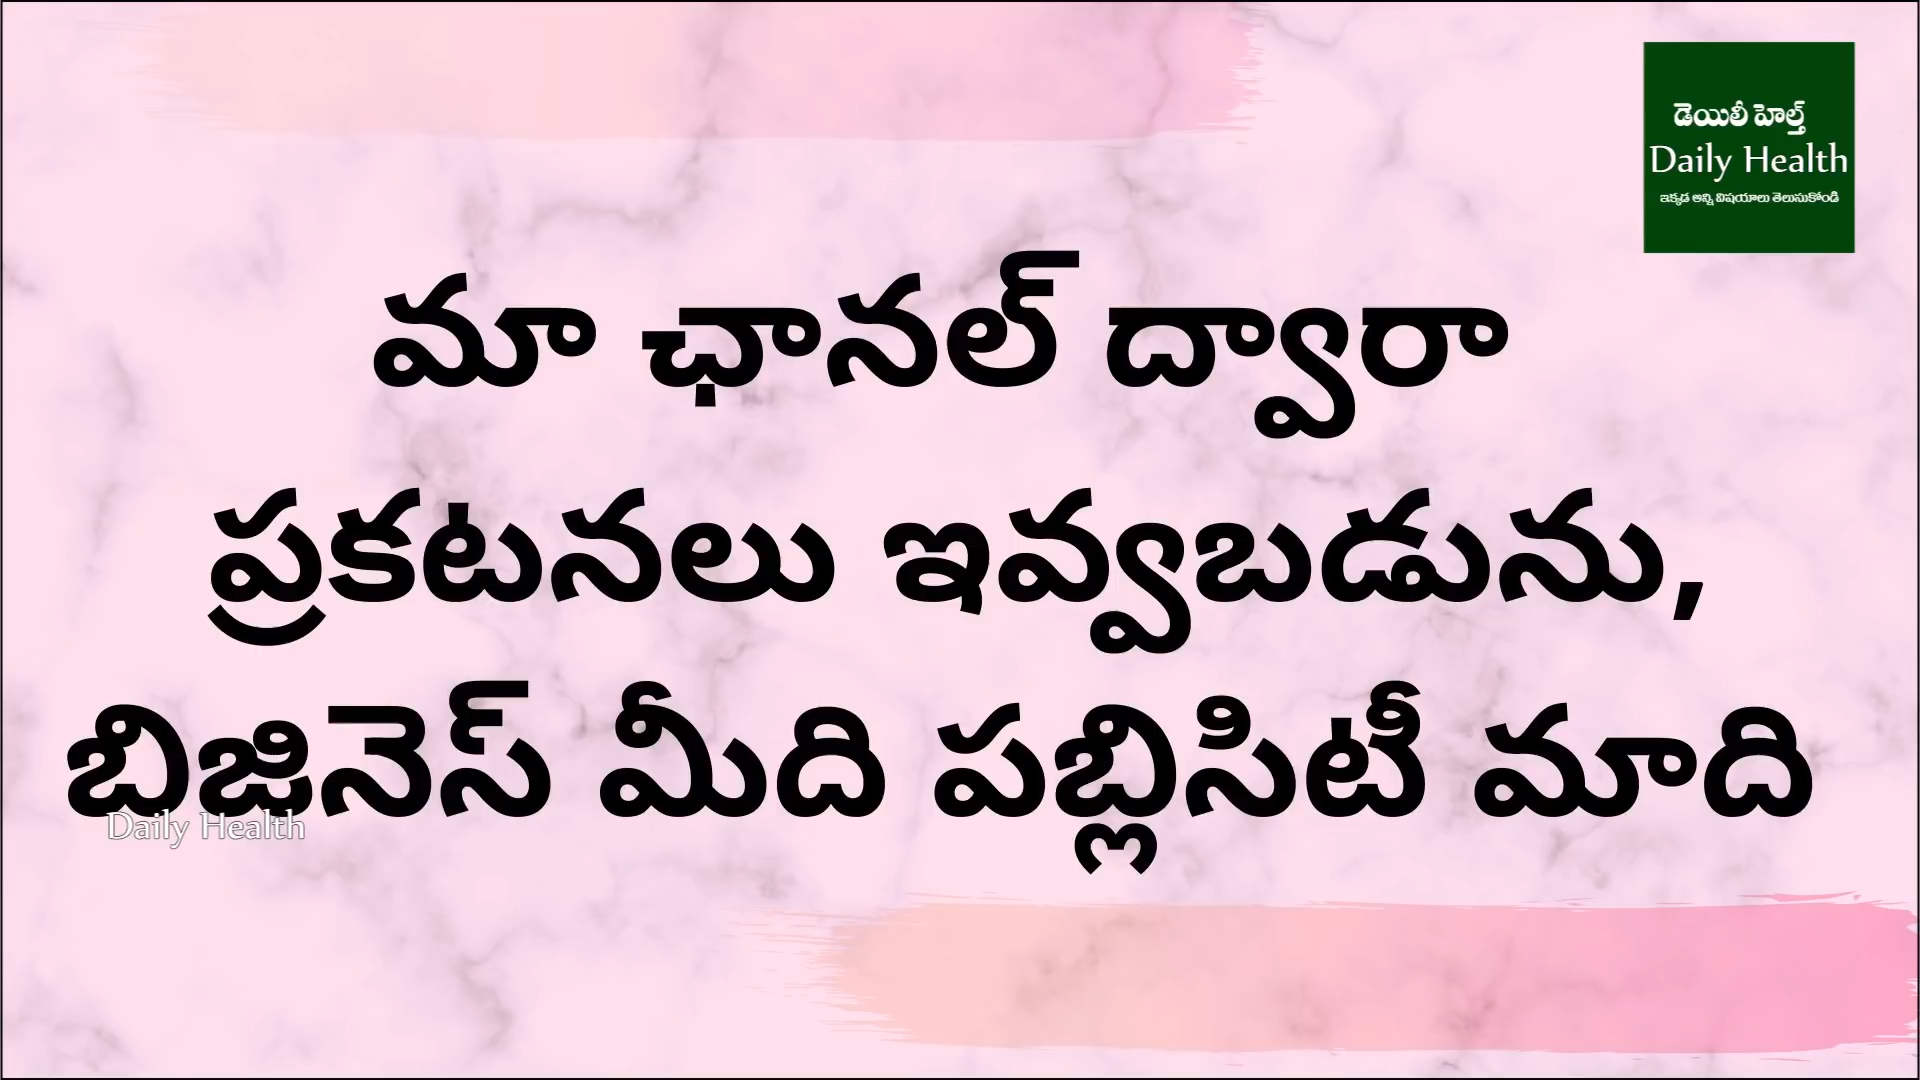 డెయిలీ హెల్త్
Daily Health
ఇక్కడ అన్ని విషయాలు తెలుసుకోండి
మా ఛానల్ ద్వారా
ప్రకటనలు ఇవ్వబడును,
బిజినెస్ మీది పబ్లిసిటీ మాది
Daily Health